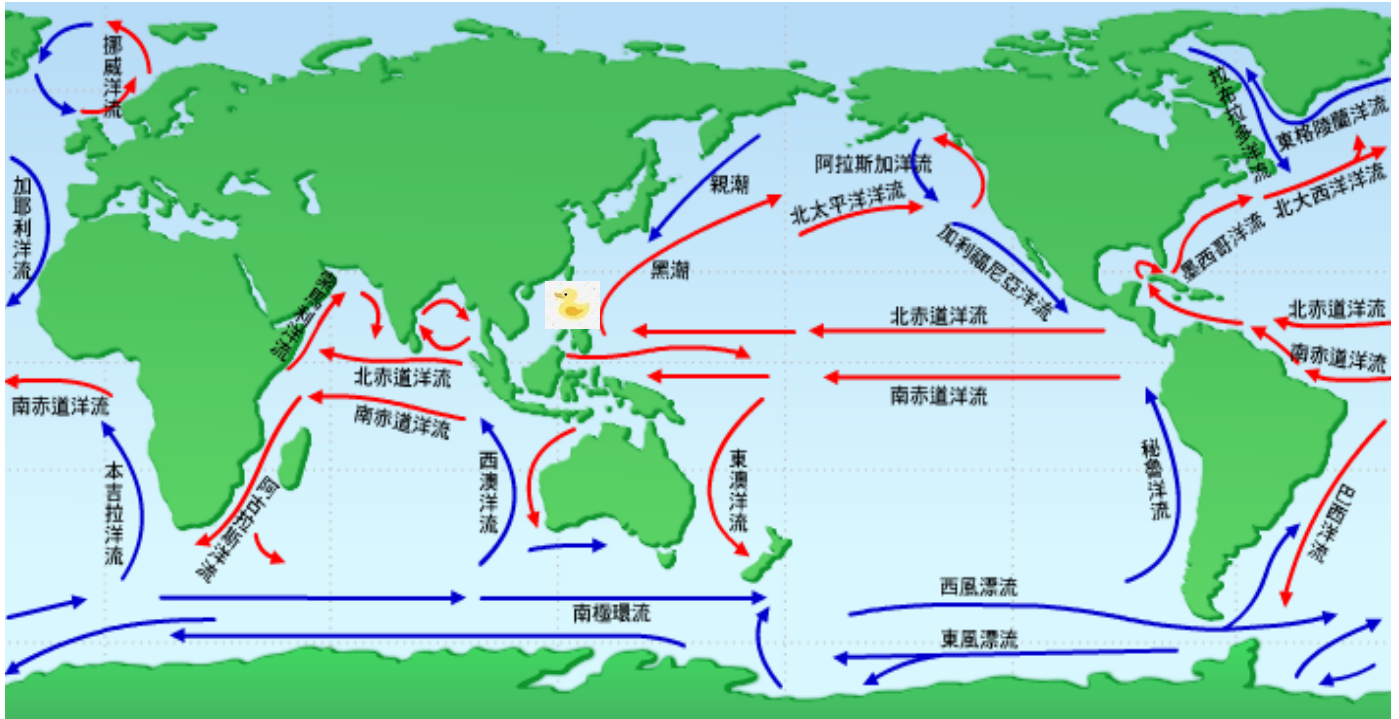 挪威洋流
拉布拉多洋流
東格陵蘭洋流
加耶利洋流
親潮
阿拉斯加洋流
北太平洋洋流
北大西洋洋流
加利福尼亞洋流
墨西哥洋流
黑潮
北赤道洋流
北赤道洋流
南赤道洋流
北赤道洋流
南赤道洋流
南赤道洋流
南赤道洋流
本吉拉洋流
阿古拉斯洋流
西澳洋流
東澳洋流
秘魯洋流
巴西洋流
南極環流
西風漂流
東風漂流